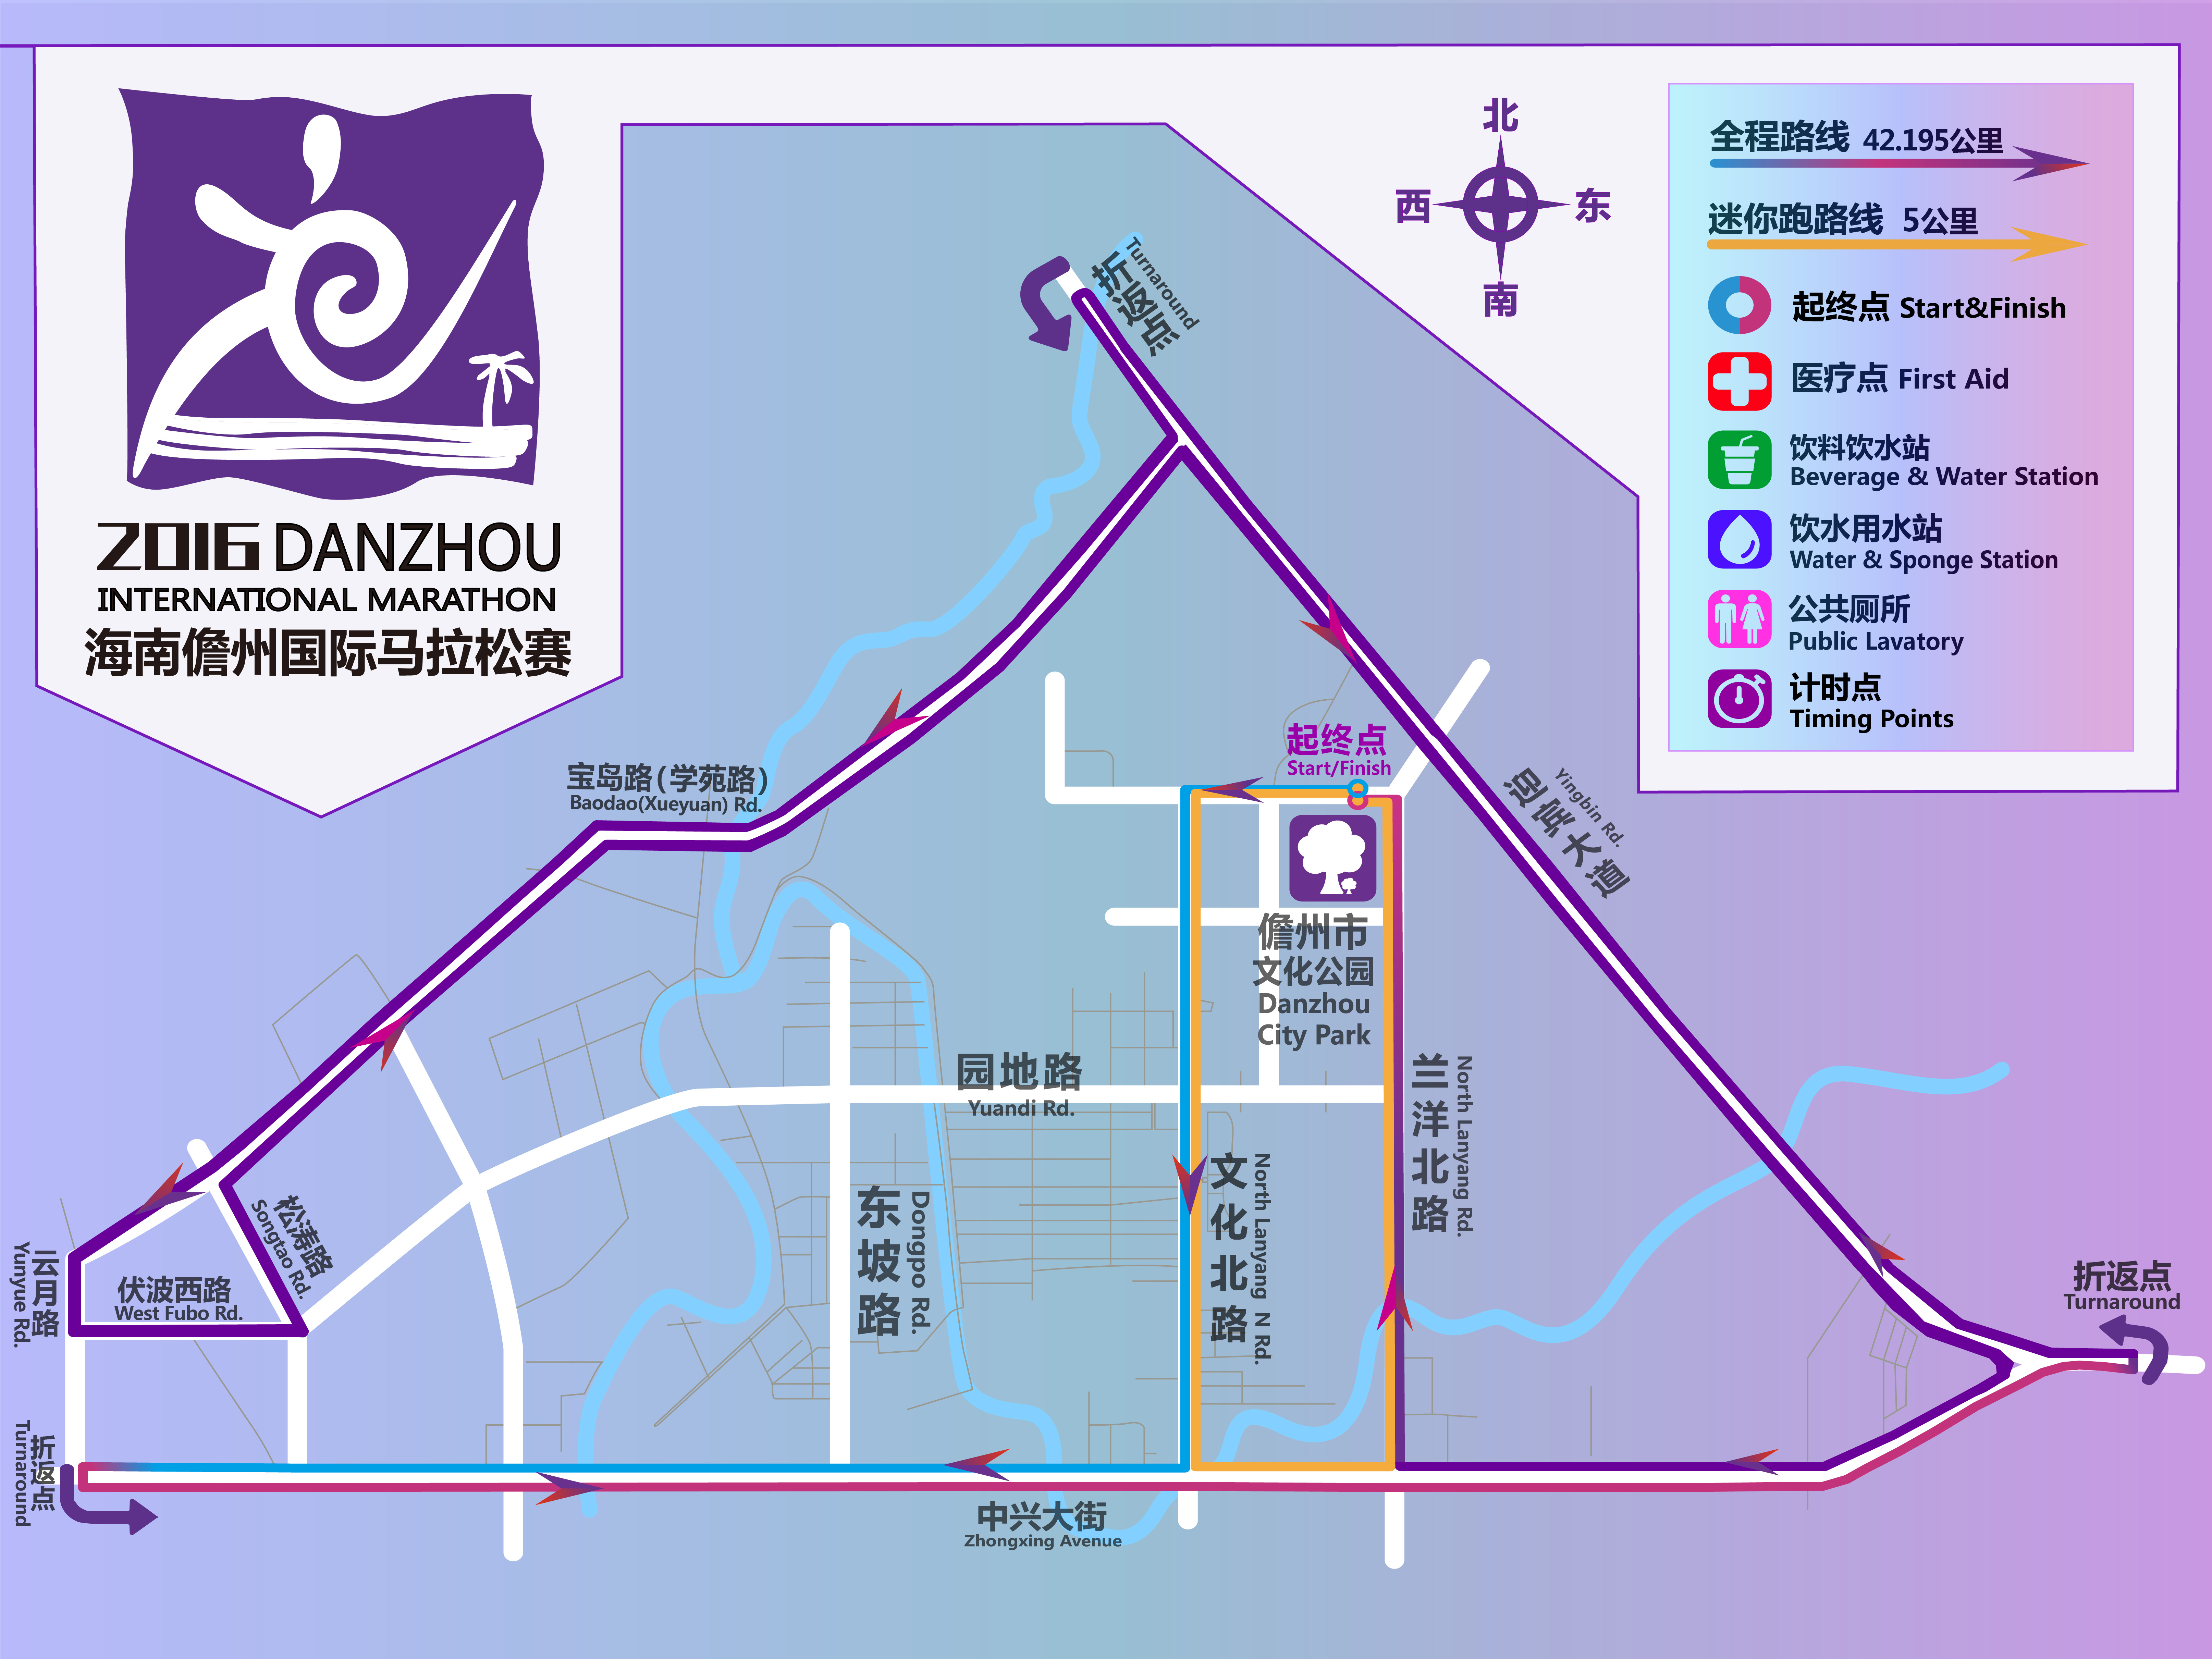 2016 DANZHOU
INTERNATIONAL MARATHON
海南儋州国际马拉松赛
北
西
东
南
全程路线 42.195公里
迷你跑路线 5公里
起终点 Start&Finish
医疗点 First Aid
饮料饮水站
Beverage & Water Station
饮水用水站
Water & Sponge Station
公共厕所
Public Lavatory
计时点
Timing Points
折返点
Turnaround
起终点
Start/Finish
宝岛路(学苑路)
Baodao(Xueyuan) Rd.
迎宾大道
Yingbin Rd.
儋州市
文化公园
Danzhou
City Park
园地路
Yuandi Rd.
兰洋北路
North Lanyang Rd.
文化北路
North Lanyang N Rd.
东坡路
Dongpo Rd.
松涛路
Songtao Rd.
云月路
Yunyue Rd.
伏波西路
West Fubo Rd.
折返点
Turnaround
折返点
Turnaround
中兴大街
Zhongxing Avenue